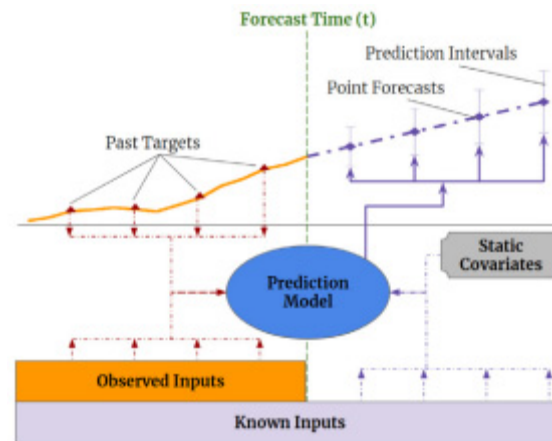 Forecast Time (t)
Prediction Intervals
Point Forecasts
Past Targets
Static
Covariates
Prediction
Model
Observed Inputs
Known Inputs